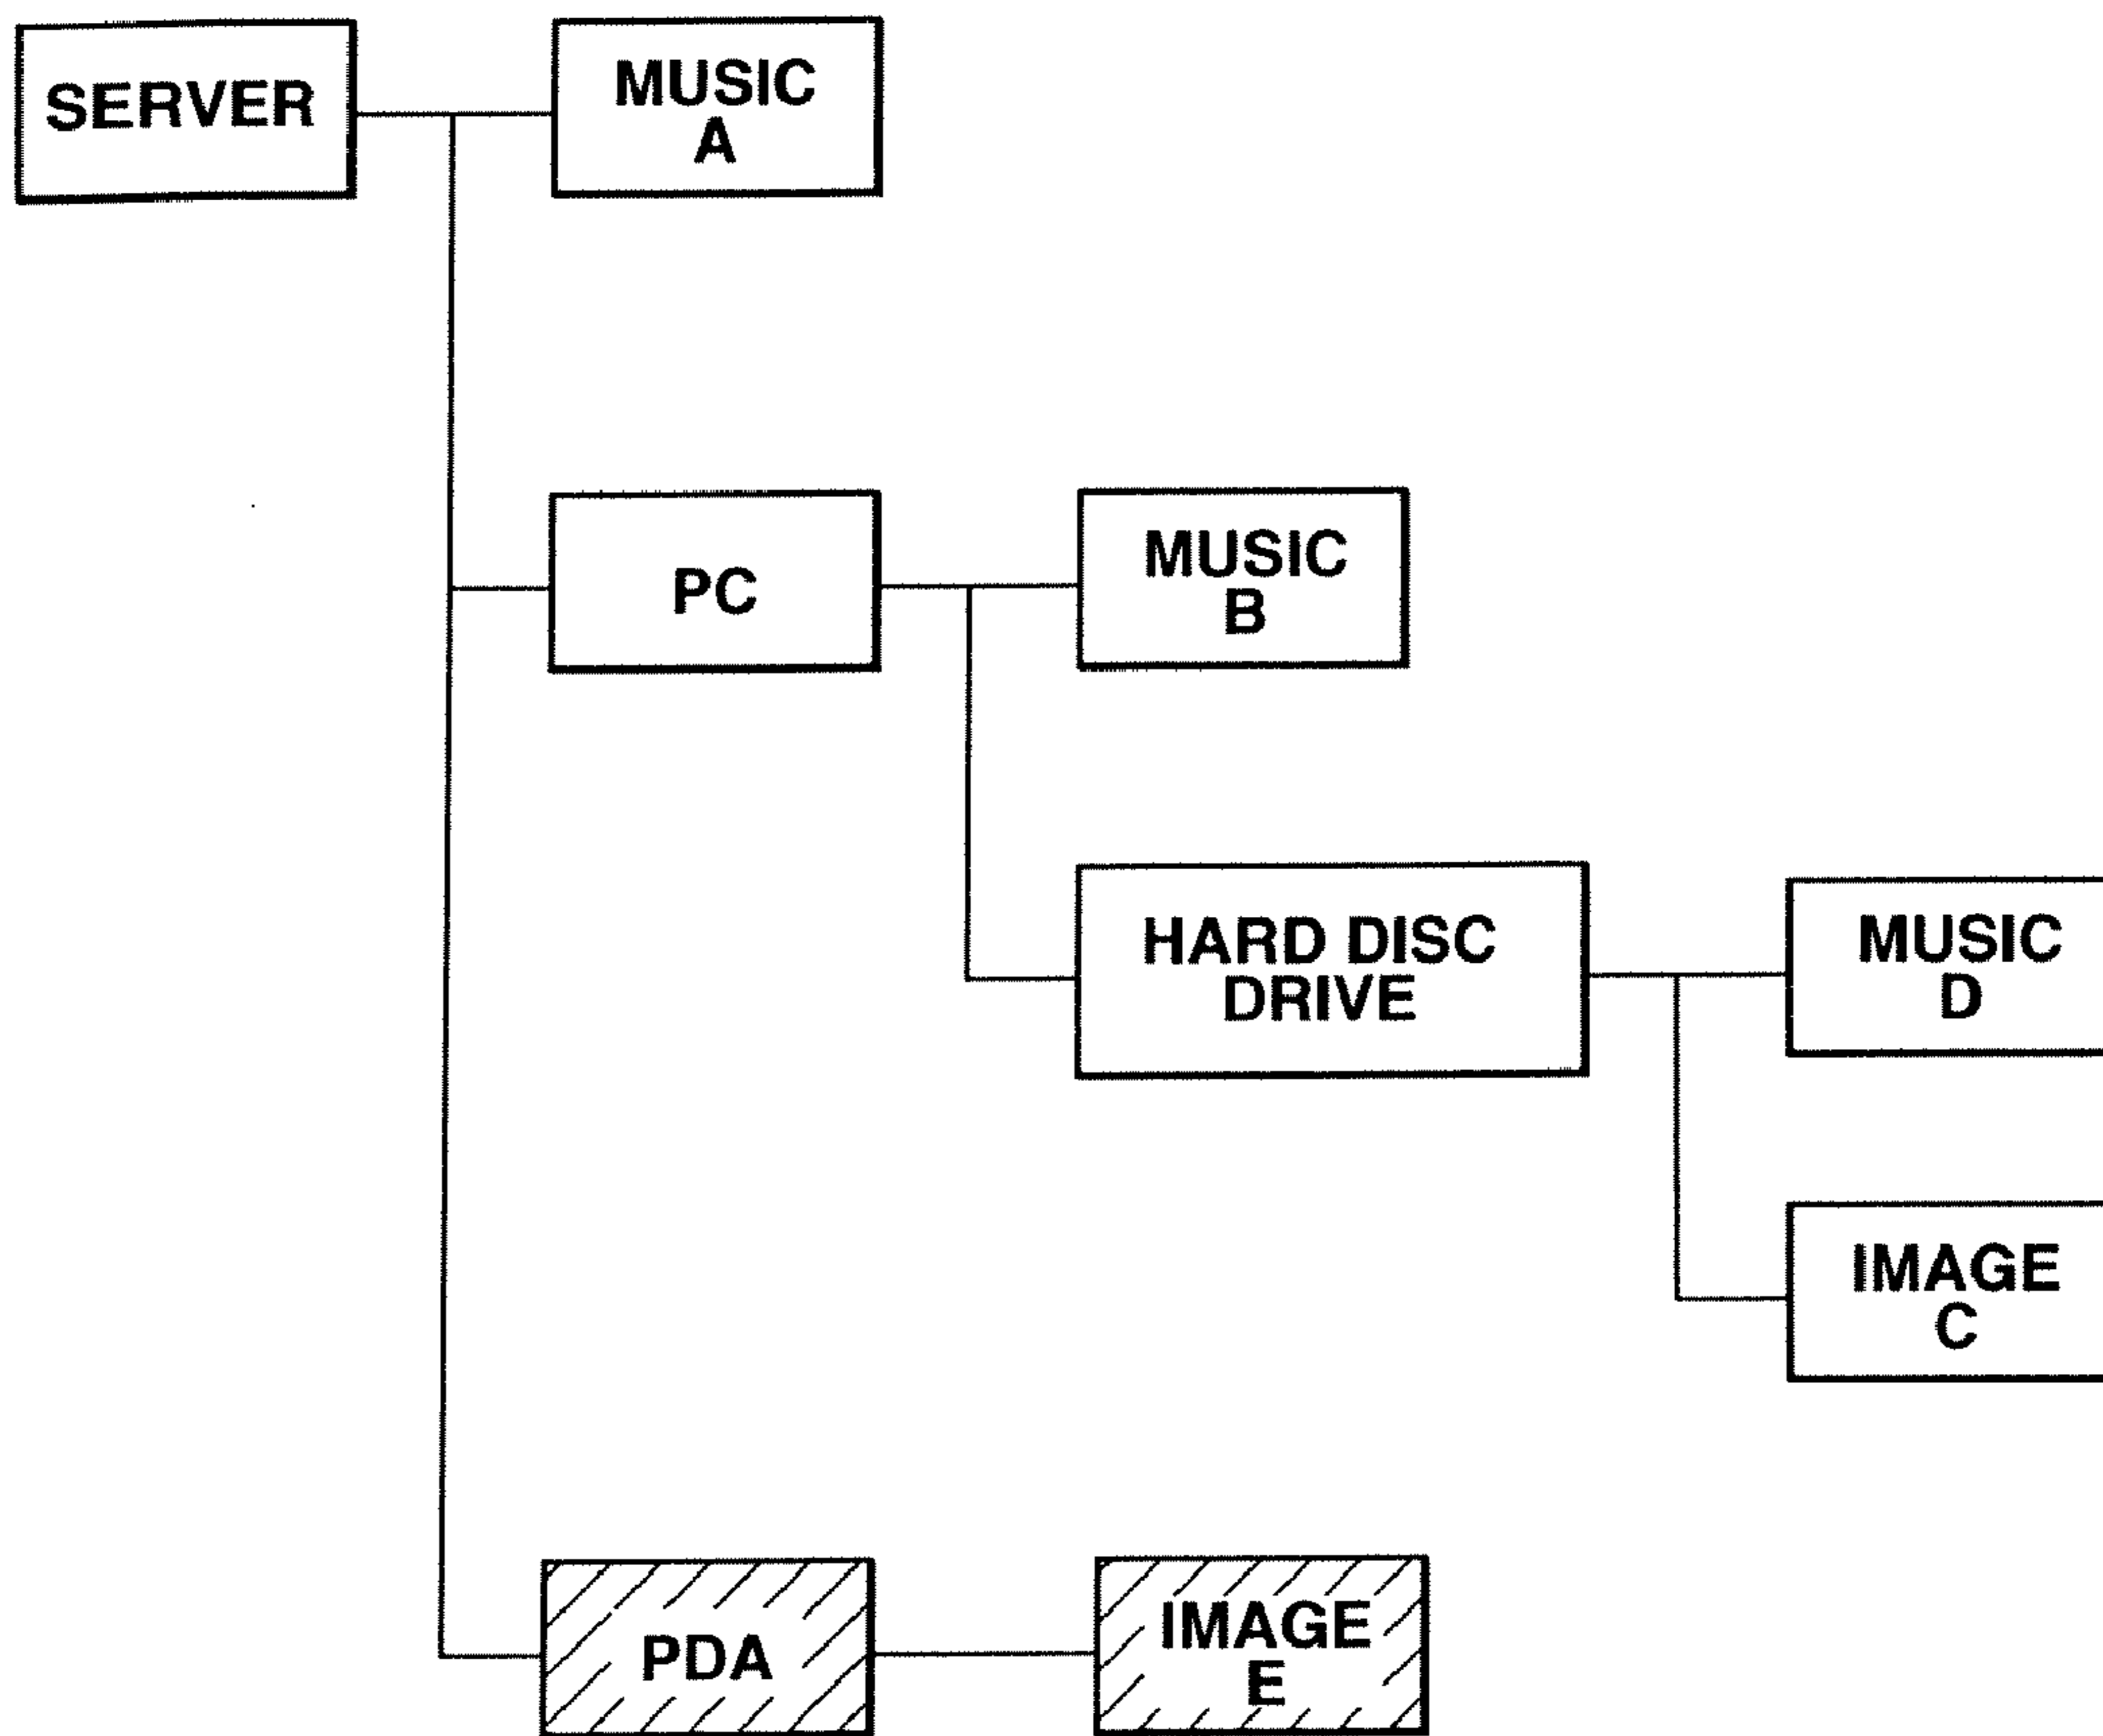 SERVER
MUSIC
A
PC
MUSIC
B
HARD DISC
DRIVE
MUSIC
D
IMAGE
C
PDA
IMAGE
E